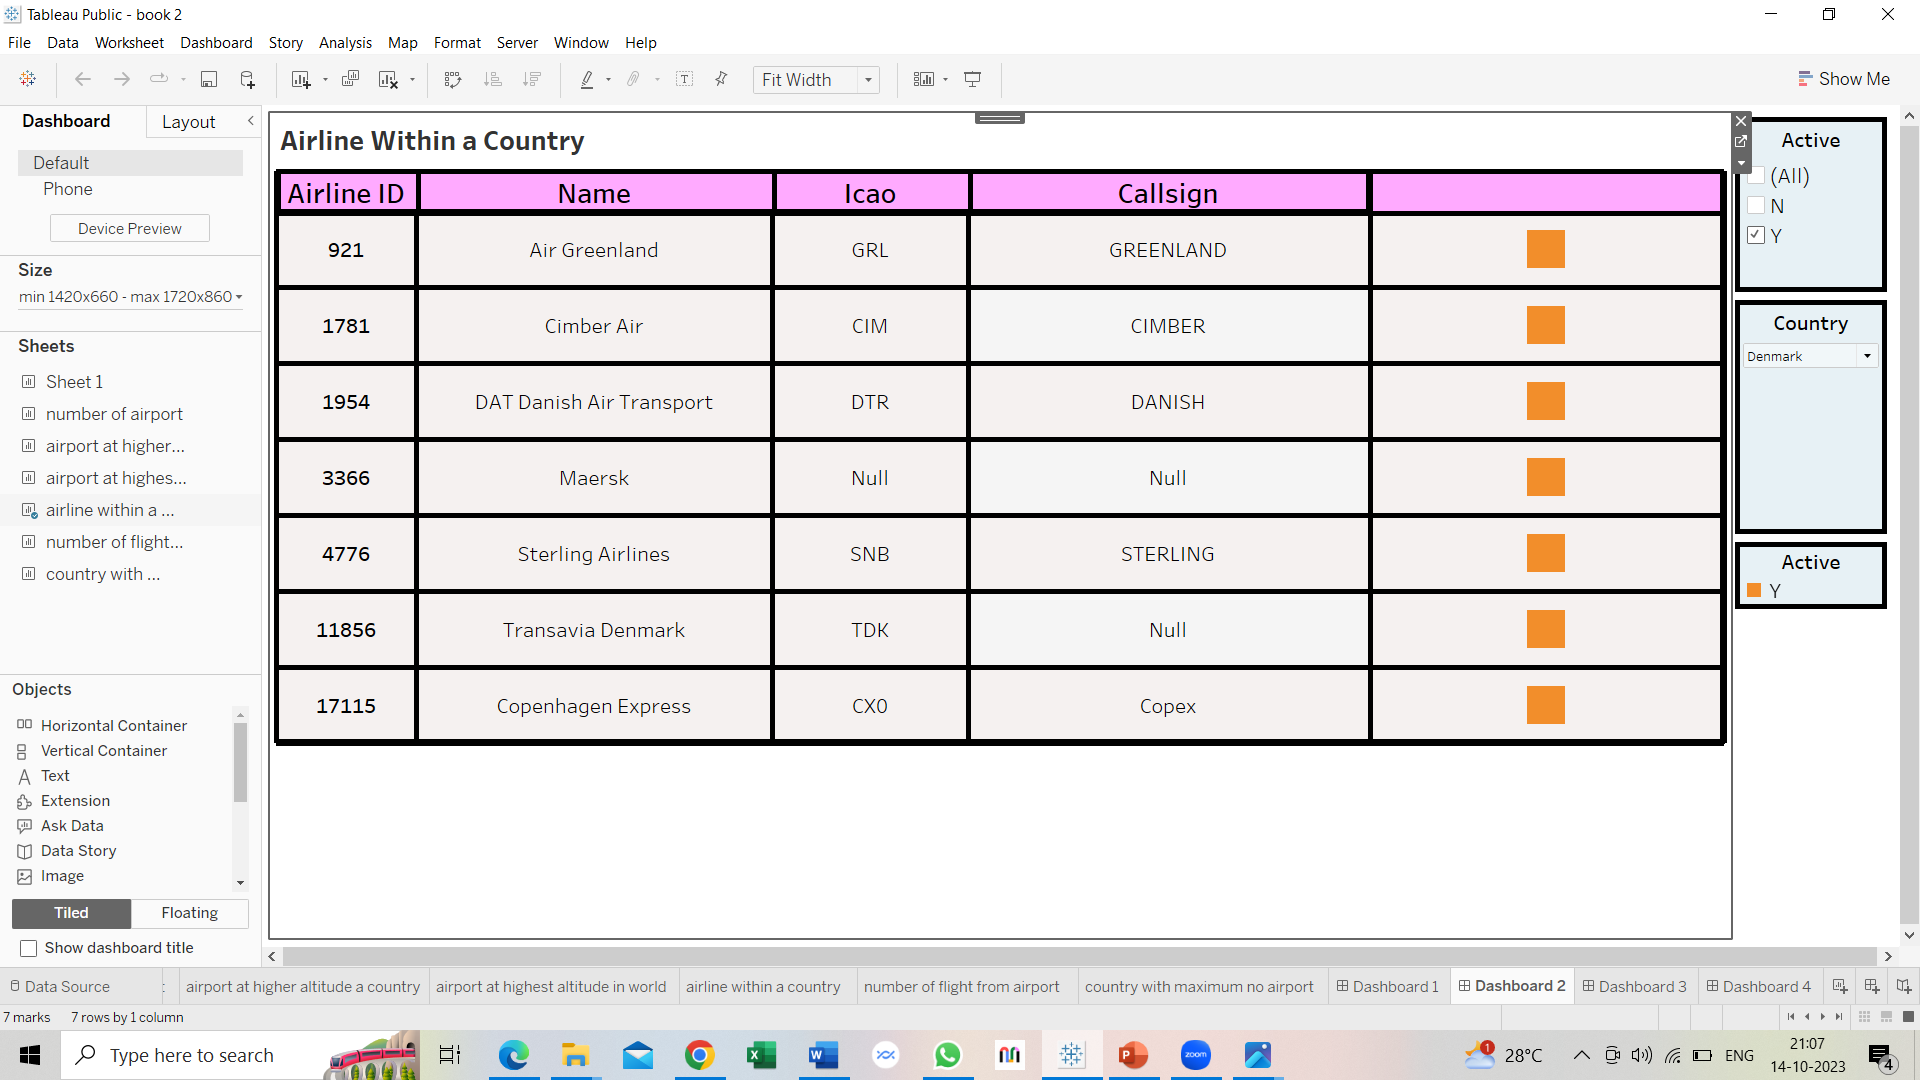 Tableau Public - book 2
File Data Worksheet Dashboard Story Analysis Map Format Server Window Help
Fit Width
Show Me
Dashboard Layout
Default
Phone
Device Preview
Size
min 1420x660 - max 1720x860
Sheets
Sheet 1
number of airport
airport at higher...
airport at highes...
airline within a ...
number of flight...
country with ...
Objects
Horizontal Container
Vertical Container
Text
Extension
Ask Data
Data Story
Image
Tiled Floating
Show dashboard title
Airline Within a Country
Airline ID Name Icao Callsign
921 Air Greenland GRL GREENLAND
1781 Cimber Air CIM CIMBER
1954 DAT Danish Air Transport DTR DANISH
3366 Maersk Null Null
4776 Sterling Airlines SNB STERLING
11856 Transavia Denmark TDK Null
17115 Copenhagen Express CX0 Copex
Active
(All)
N
Y
Country
Denmark
Active
Y
Data Source airport at higher altitude a country airport at highest altitude in world airline within a country number of flight from airport country with maximum no airport Dashboard 1 Dashboard 2 Dashboard 3 Dashboard 4
7 marks 7 rows by 1 column
Type here to search
zoom
1
28°C
ENG
21:07
14-10-2023
4